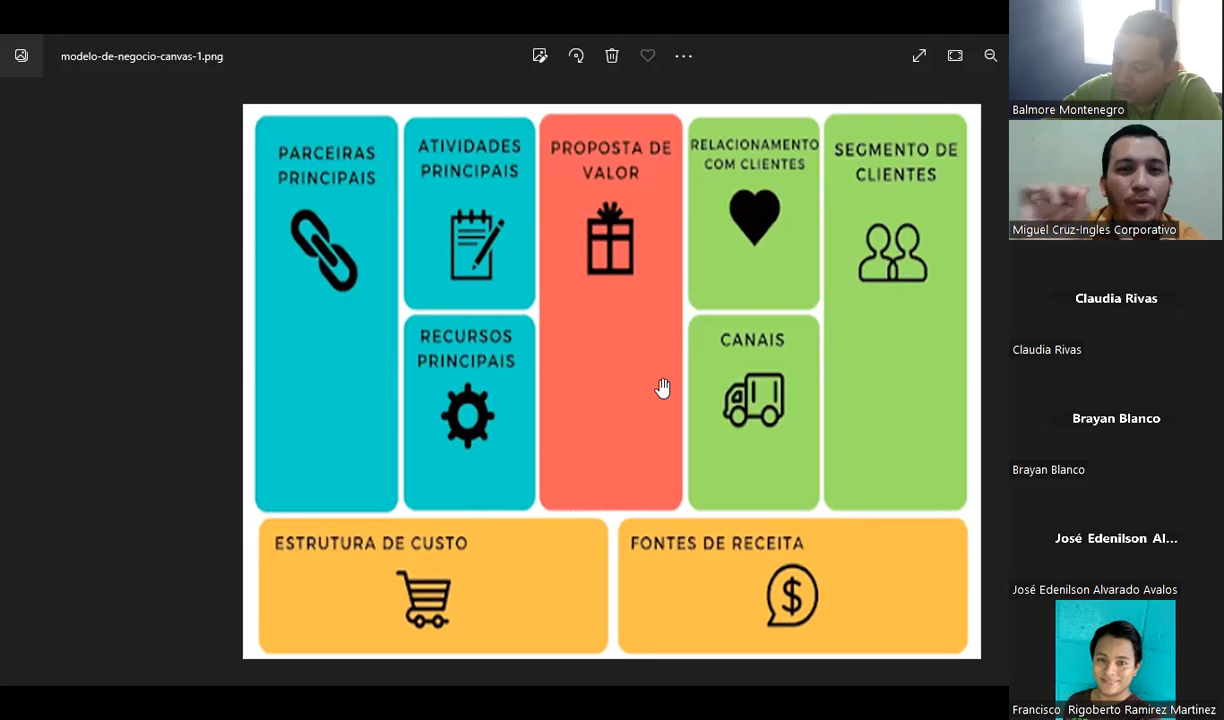 modelo-de-negocio-canvas-1.png
PARCEIRAS
PRINCIPAIS
ATIVIDADES
PRINCIPAIS
RECURSOS
PRINCIPAIS
PROPOSTA DE
VALOR
RELACIONAMENTO
COM CLIENTES
CANAIS
SEGMENTO DE
CLIENTES
ESTRUTURA DE CUSTO
FONTES DE RECEITA
$
Balmore Montenegro
Miguel Cruz-Ingles Corporativo
Claudia Rivas
Claudia Rivas
Brayan Blanco
Brayan Blanco
José Edenilson Al...
José Edenilson Alvarado Avalos
Francisco Rigoberto Ramirez Martinez